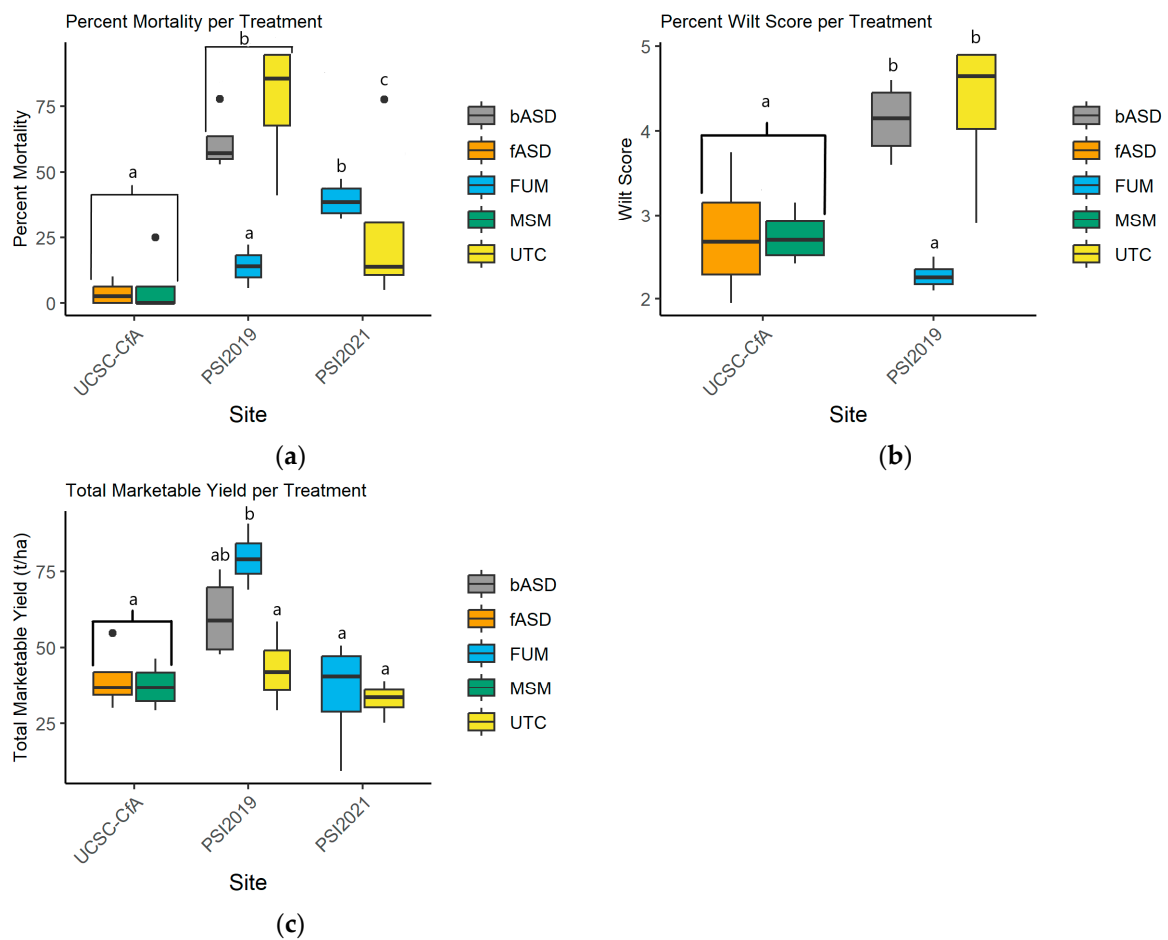 Percent Mortality per Treatment
Percent Mortality
75
50
25
0
a
b
a
b
c
UCSC-CfA
PSI2019
PSI2021
Site
bASD
fASD
FUM
MSM
UTC
(a)
Percent Wilt Score per Treatment
Wilt Score
5
4
3
2
a
b
a
b
UCSC-CfA
PSI2019
Site
bASD
fASD
FUM
MSM
UTC
(b)
Total Marketable Yield per Treatment
Total Marketable Yield (t/ha)
75
50
25
a
ab
b
a
a
a
UCSC-CfA
PSI2019
PSI2021
Site
bASD
fASD
FUM
MSM
UTC
(c)